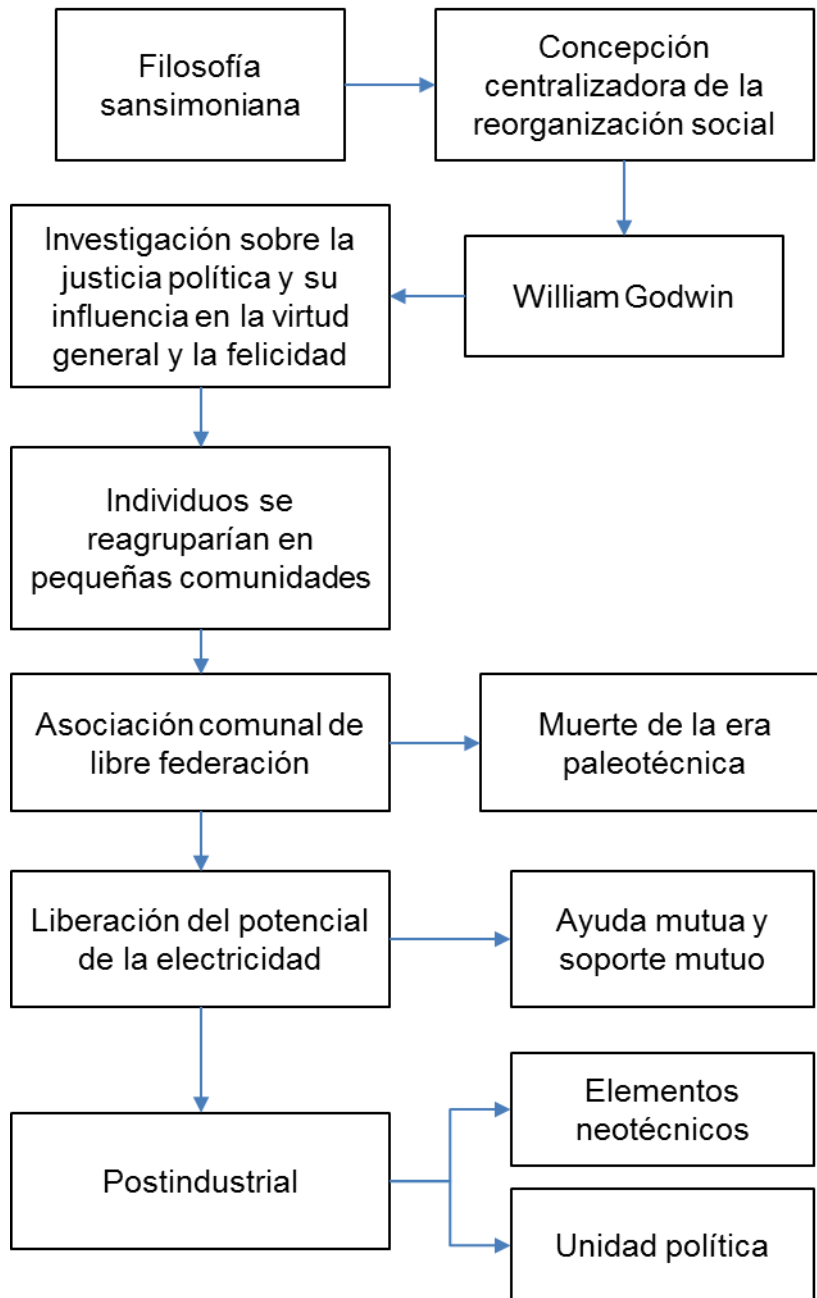 Filosofía
sansimoniana
Concepción
centralizadora de la
reorganización social
William Godwin
Investigación sobre la
justicia política y su
influencia en la virtud
general y la felicidad
Individuos se
reagruparían en
pequeñas comunidades
Asociación comunal de
libre federación
Muerte de la era
paleotécnica
Liberación del potencial
de la electricidad
Ayuda mutua y
soporte mutuo
Postindustrial
Elementos
neotécnicos
Unidad política